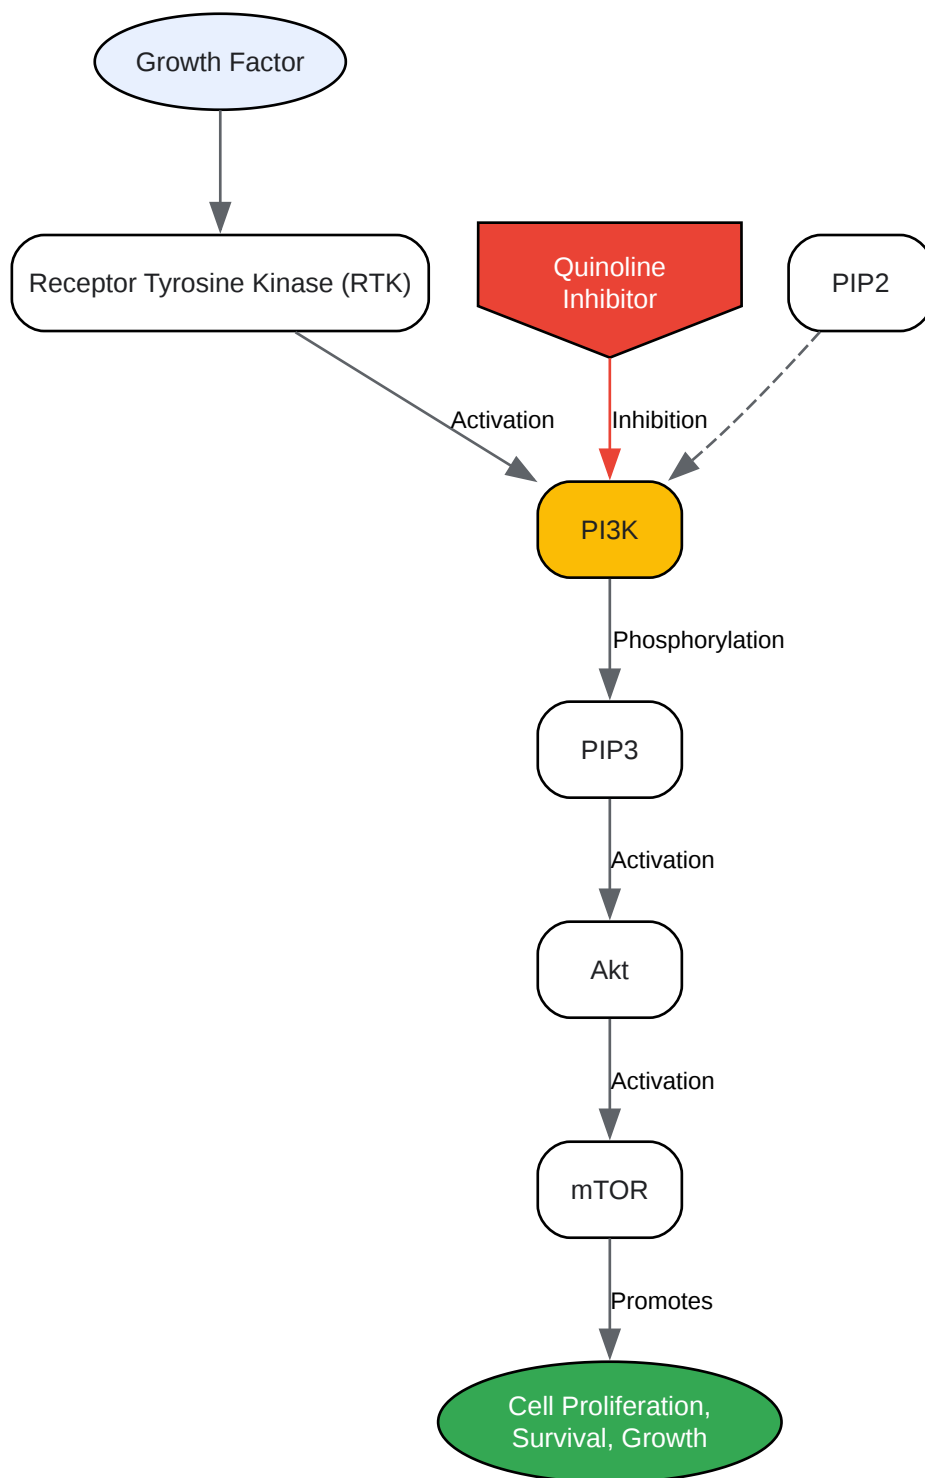 Growth Factor
Receptor Tyrosine Kinase (RTK)
Quinoline
Inhibitor
PIP2
Activation
Inhibition
PI3K
Phosphorylation
PIP3
Activation
Akt
Activation
mTOR
Promotes
Cell Proliferation,
Survival, Growth